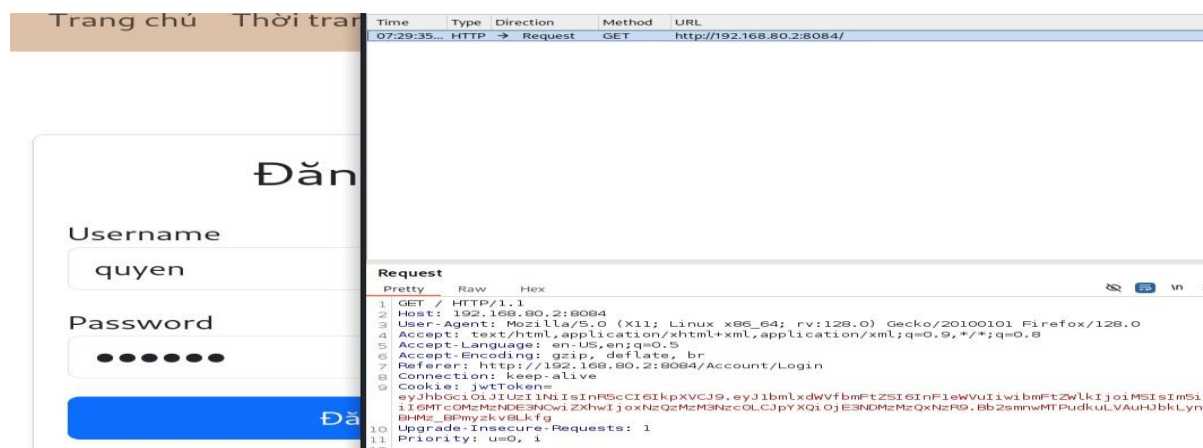 Trang chủ Thời trang
Đăn
Username
quyen
Password
Đă
Time Type Direction Method URL
07:29:35... HTTP → Request GET http://192.168.80.2:8084/
Request
Pretty Raw Hex
\n
1 GET / HTTP/1.1
2 Host: 192.168.80.2:8084
3 User-Agent: Mozilla/5.0 (X11; Linux x86_64; rv:128.0) Gecko/20100101 Firefox/128.0
4 Accept: text/html,application/xhtml+xml,application/xml;q=0.9,*/*;q=0.8
5 Accept-Language: en-US,en;q=0.5
6 Accept-Encoding: gzip, deflate, br
7 Referer: http://192.168.80.2:8084/Account/Login
8 Connection: keep-alive
9 Cookie: jwtToken=
10 Upgrade-Insecure-Requests: 1
11 Priority: u=0, i